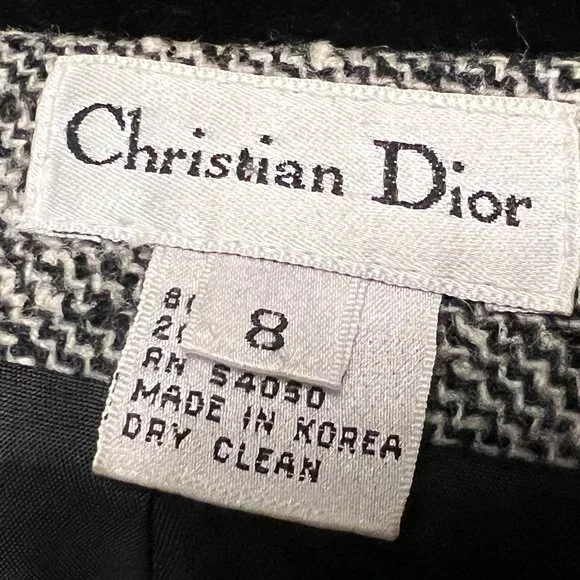 Christian Dior
8
RN 54050
MADE IN KOREA
DRY CLEAN